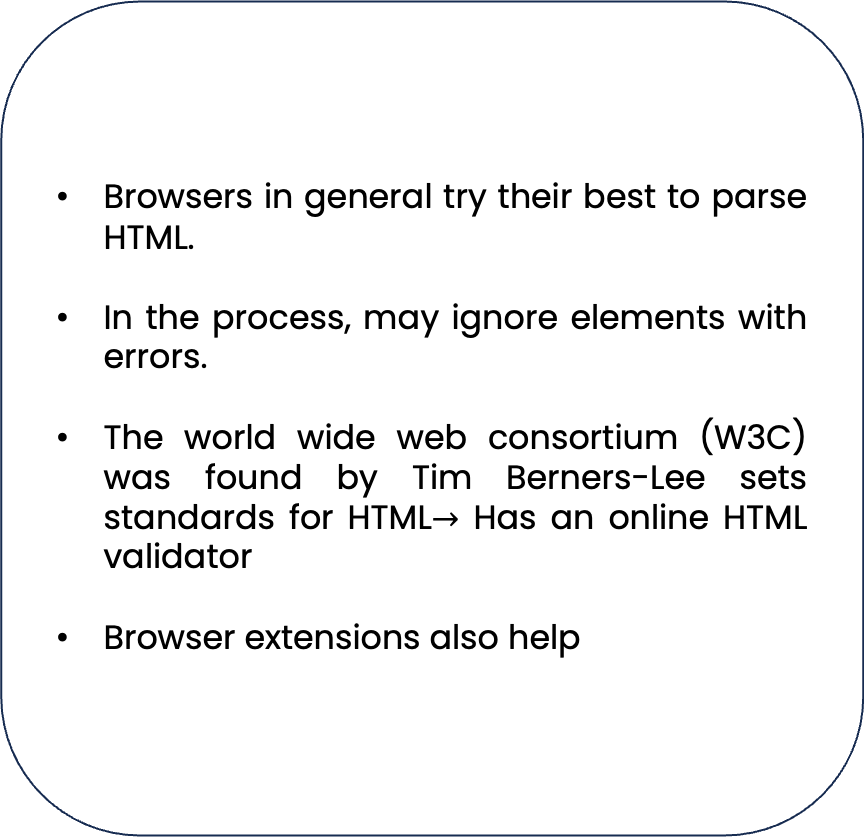 • Browsers in general try their best to parse
HTML.
• In the process, may ignore elements with
errors.
• The world wide web consortium (W3C)
was found by Tim Berners-Lee sets
standards for HTML→ Has an online HTML
validator
• Browser extensions also help